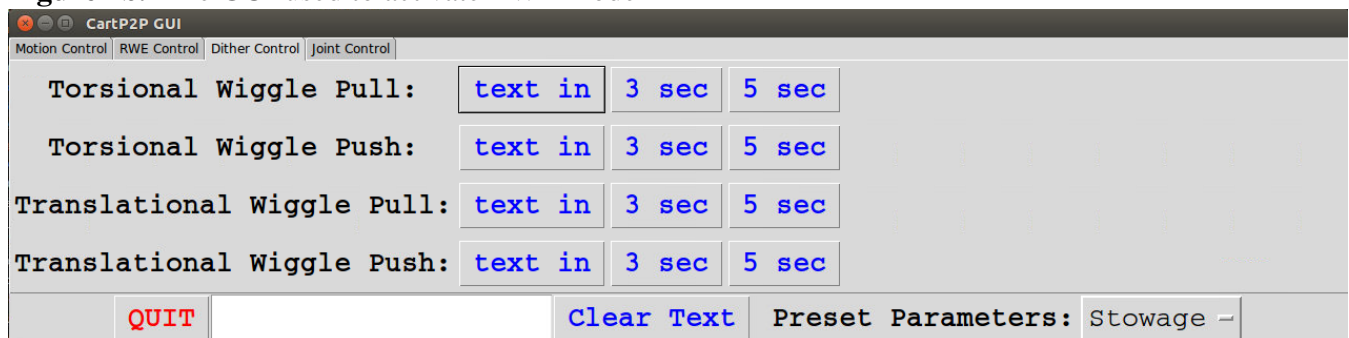 CartP2P GUI
Motion Control RWE Control Dither Control Joint Control
Torsional Wiggle Pull: text in 3 sec 5 sec
Torsional Wiggle Push: text in 3 sec 5 sec
Translational Wiggle Pull: text in 3 sec 5 sec
Translational Wiggle Push: text in 3 sec 5 sec
QUIT Clear Text Preset Parameters: Stowage